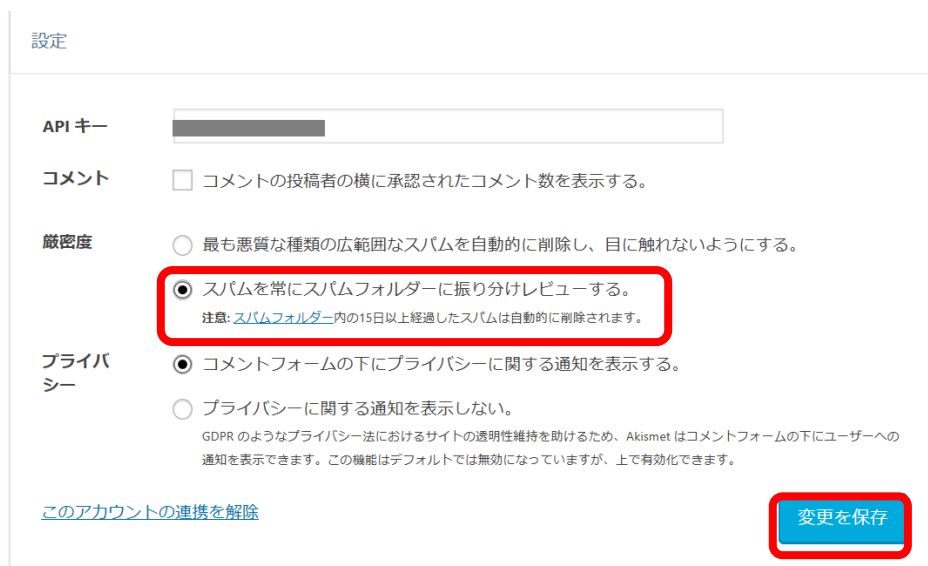 設定
API キー
コメント
コメントの投稿者の横に承認されたコメント数を表示する。
厳密度
最も悪質な種類の広範囲なスパムを自動的に削除し、目に触れないようにする。
スパムを常にスパムフォルダーに振り分けレビューする。
注意: スパムフォルダー内の15日以上経過したスパムは自動的に削除されます。
プライバ
シー
コメントフォームの下にプライバシーに関する通知を表示する。
プライバシーに関する通知を表示しない。
GDPR のようなプライバシー法におけるサイトの透明性維持を助けるため、Akismet はコメントフォームの下にユーザーへの
通知を表示できます。この機能はデフォルトでは無効になっていますが、上で有効化できます。
このアカウントの連携を解除
変更を保存